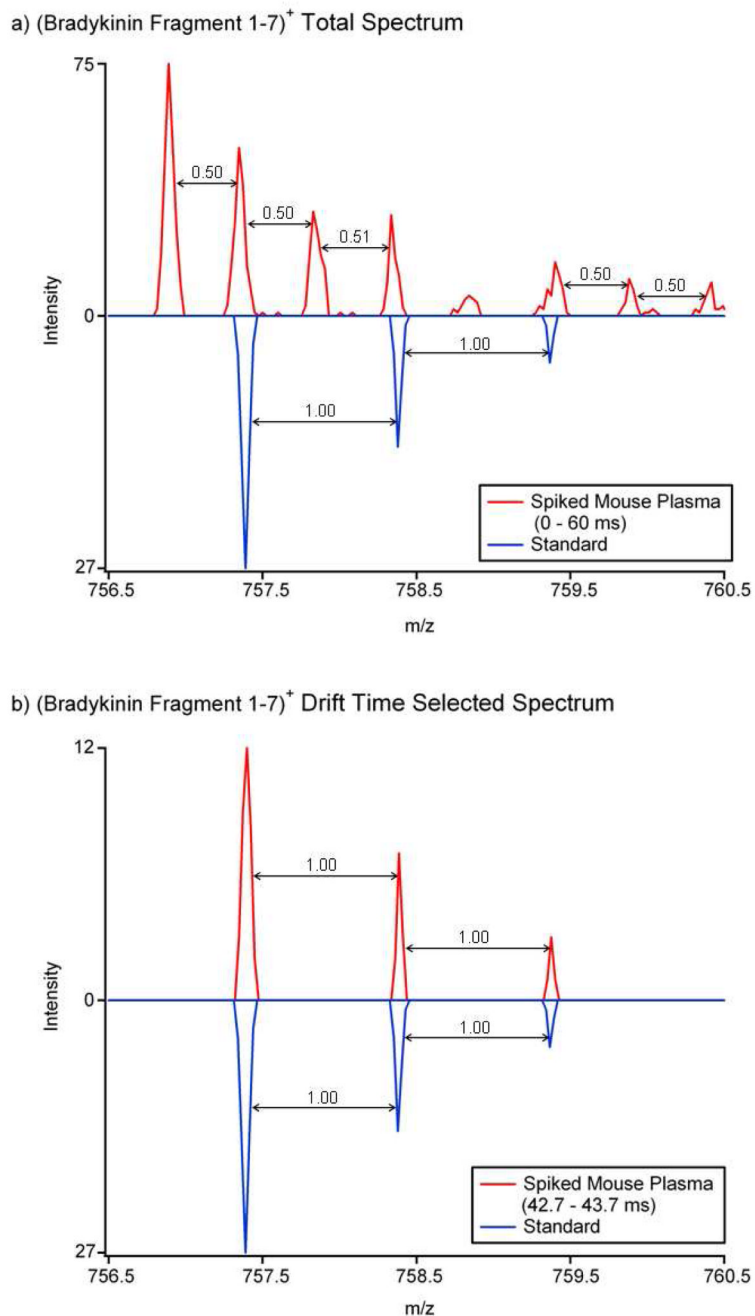 a) (Bradykinin Fragment 1-7)+ Total Spectrum
75
0.50
0.50
0.51
0.50
0.50
Intensity
0
1.00
1.00
Spiked Mouse Plasma
(0 - 60 ms)
Standard
27
756.5 757.5 758.5 759.5 760.5
m/z
b) (Bradykinin Fragment 1-7)+ Drift Time Selected Spectrum
12
1.00
1.00
Intensity
0
1.00
1.00
Spiked Mouse Plasma
(42.7 - 43.7 ms)
Standard
27
756.5 757.5 758.5 759.5 760.5
m/z